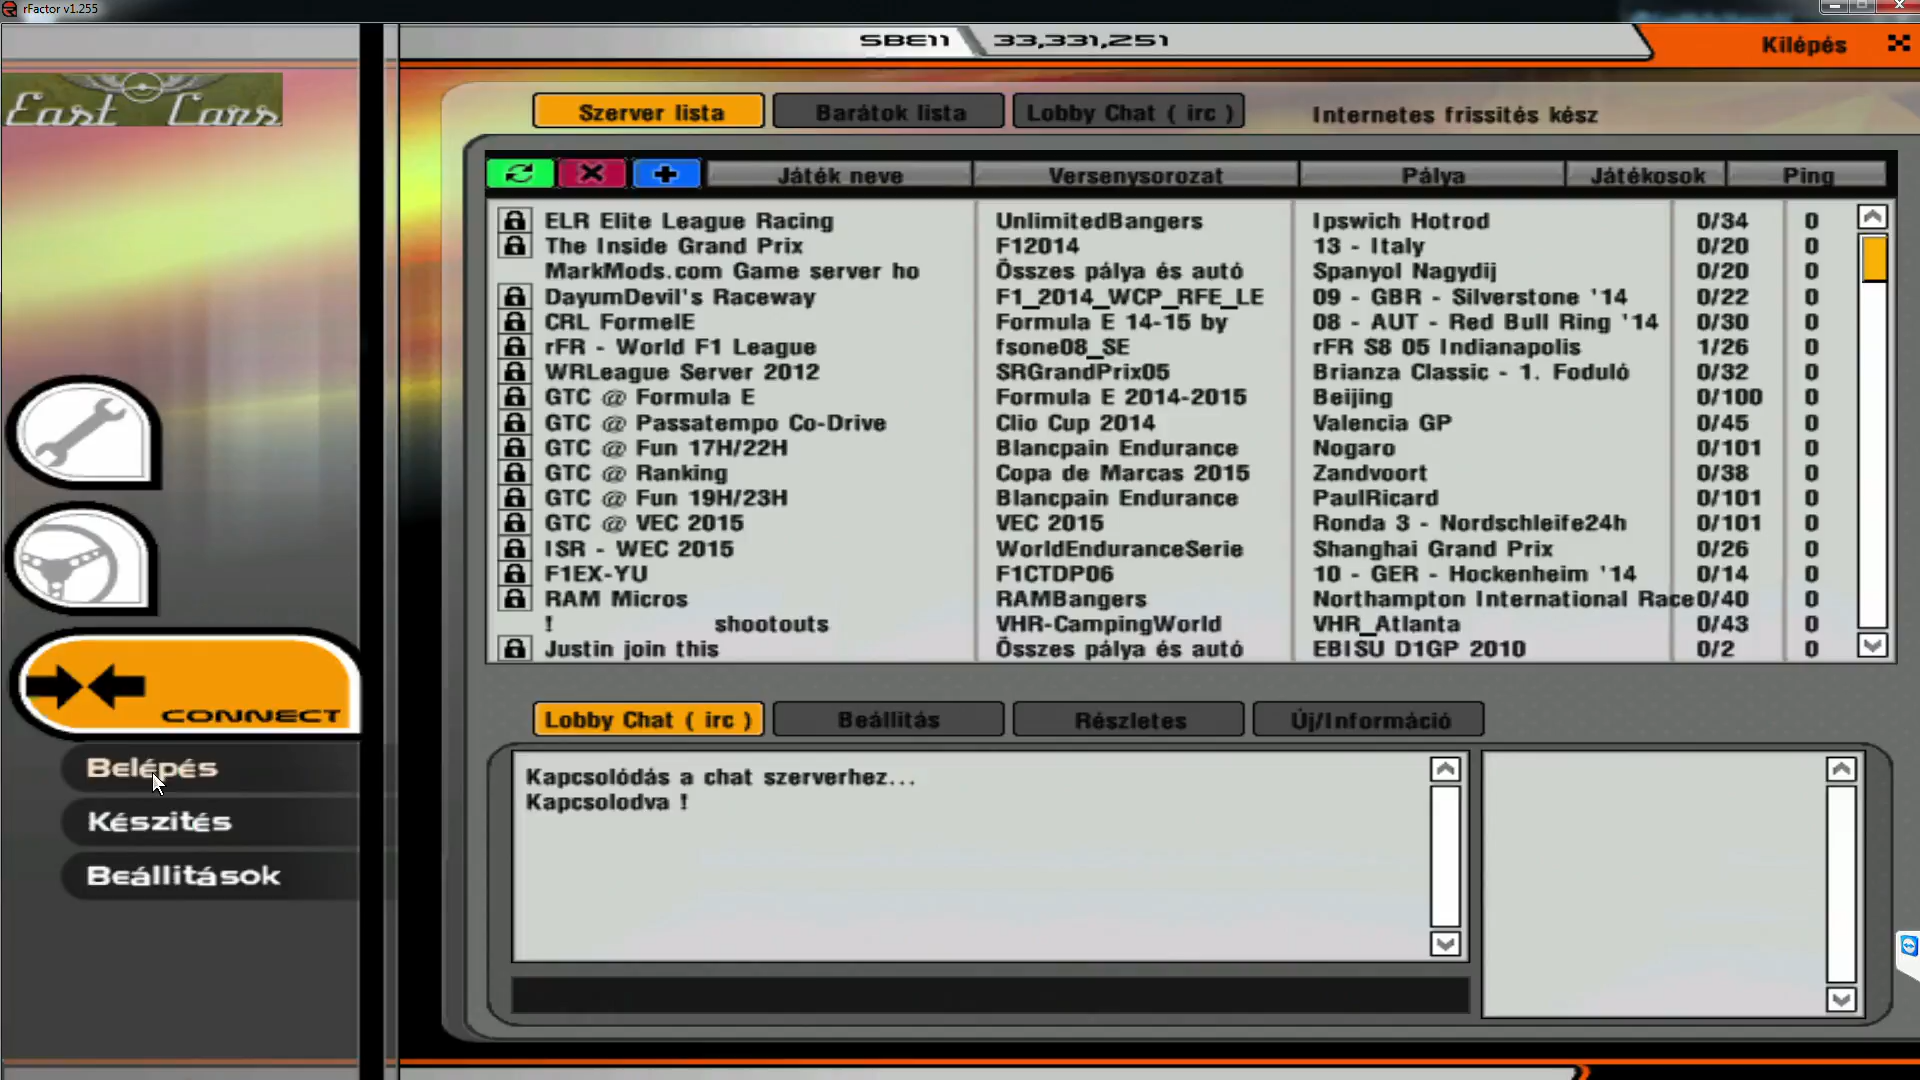 rFactor v1.255
SBE11 33,331,251
Kilépés
East Cars
Szerver lista Barátok lista Lobby Chat ( irc ) Internetes frissités kész
Játék neve Versenysorozat Pálya Játékosok Ping
ELR Elite League Racing UnlimitedBangers Ipswich Hotrod 0/34 0
The Inside Grand Prix F12014 13 - Italy 0/20 0
MarkMods.com Game server ho Összes pálya és autó Spanyol Nagydij 0/20 0
DayumDevil's Raceway F1_2014_WCP_RFE_LE 09 - GBR - Silverstone '14 0/22 0
CRL FormelE Formula E 14-15 by 08 - AUT - Red Bull Ring '14 0/30 0
rFR - World F1 League fsone08_SE rFR S8 05 Indianapolis 1/26 0
WRLeague Server 2012 SRGrandPrix05 Brianza Classic - 1. Foduló 0/32 0
GTC @ Formula E Formula E 2014-2015 Beijing 0/100 0
GTC @ Passatempo Co-Drive Clio Cup 2014 Valencia GP 0/45 0
GTC @ Fun 17H/22H Blancpain Endurance Nogaro 0/101 0
GTC @ Ranking Copa de Marcas 2015 Zandvoort 0/38 0
GTC @ Fun 19H/23H Blancpain Endurance PaulRicard 0/101 0
GTC @ VEC 2015 VEC 2015 Ronda 3 - Nordschleife24h 0/101 0
ISR - WEC 2015 WorldEnduranceSerie Shanghai Grand Prix 0/26 0
F1EX-YU F1CTDP06 10 - GER - Hockenheim '14 0/14 0
RAM Micros RAMBangers Northampton International Race 0/40 0
! shootouts VHR-CampingWorld VHR_Atlanta 0/43 0
Justin join this Összes pálya és autó EBISU D1GP 2010 0/2 0
CONNECT
Belépés
Készités
Beállitások
Lobby Chat ( irc ) Beállitás Részletes Új/Információ
Kapcsolódás a chat szerverhez...
Kapcsolodva !